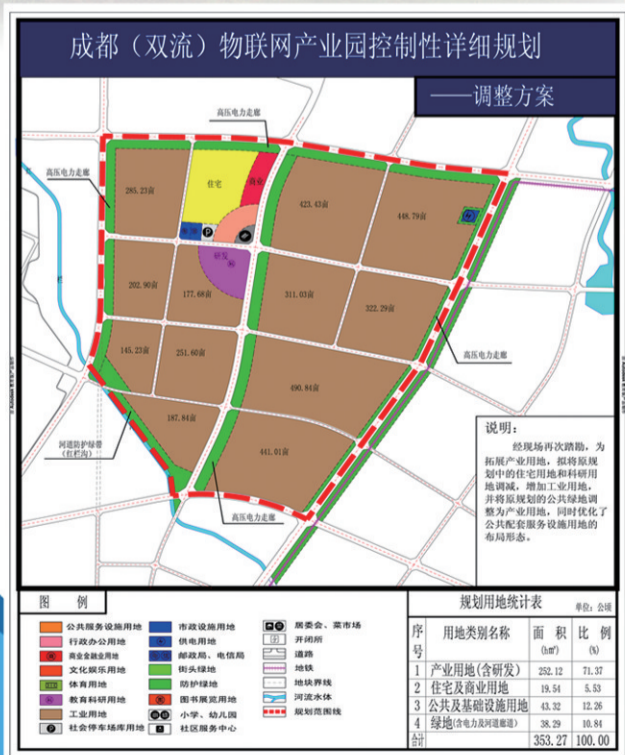 成都（双流）物联网产业园控制性详细规划
——调整方案
高压电力走廊
高压电力走廊
住宅
商业
285.23亩
423.43亩
448.79亩
P
研发
202.90亩
177.68亩
311.03亩
322.29亩
145.23亩
251.60亩
高压电力走廊
490.84亩
187.84亩
河道防护绿带
（扛栏沟）
441.01亩
高压电力走廊
说明：
经现场再次踏勘，为
拓展产业用地，拟将原规
划中的住宅用地和科研用
地调减，增加工业用地，
并将原规划的公共绿地调
整为产业用地，同时优化了
公共配套服务设施用地的
布局形态。
图 例
公共服务设施用地 市政设施用地 居委会、菜市场
行政办公用地 供电用地 开闭所
商业金融业用地 邮政局、电信局 道路
文化娱乐用地 街头绿地 地铁
体育用地 防护绿地 地块界线
教育科研用地 图书展览用地 河流水体
工业用地 小学、幼儿园 规划范围线
社会停车场库用地 社区服务中心
规划用地统计表 单位：公顷
序号 用地类别名称 面 积 (hm²) 比 例 (%)
1 产业用地(含研发) 252.12 71.37
2 住宅及商业用地 19.54 5.53
3 公共及基础设施用地 43.32 12.26
4 绿地(含电力及河道廊道) 38.29 10.84
合计 353.27 100.00